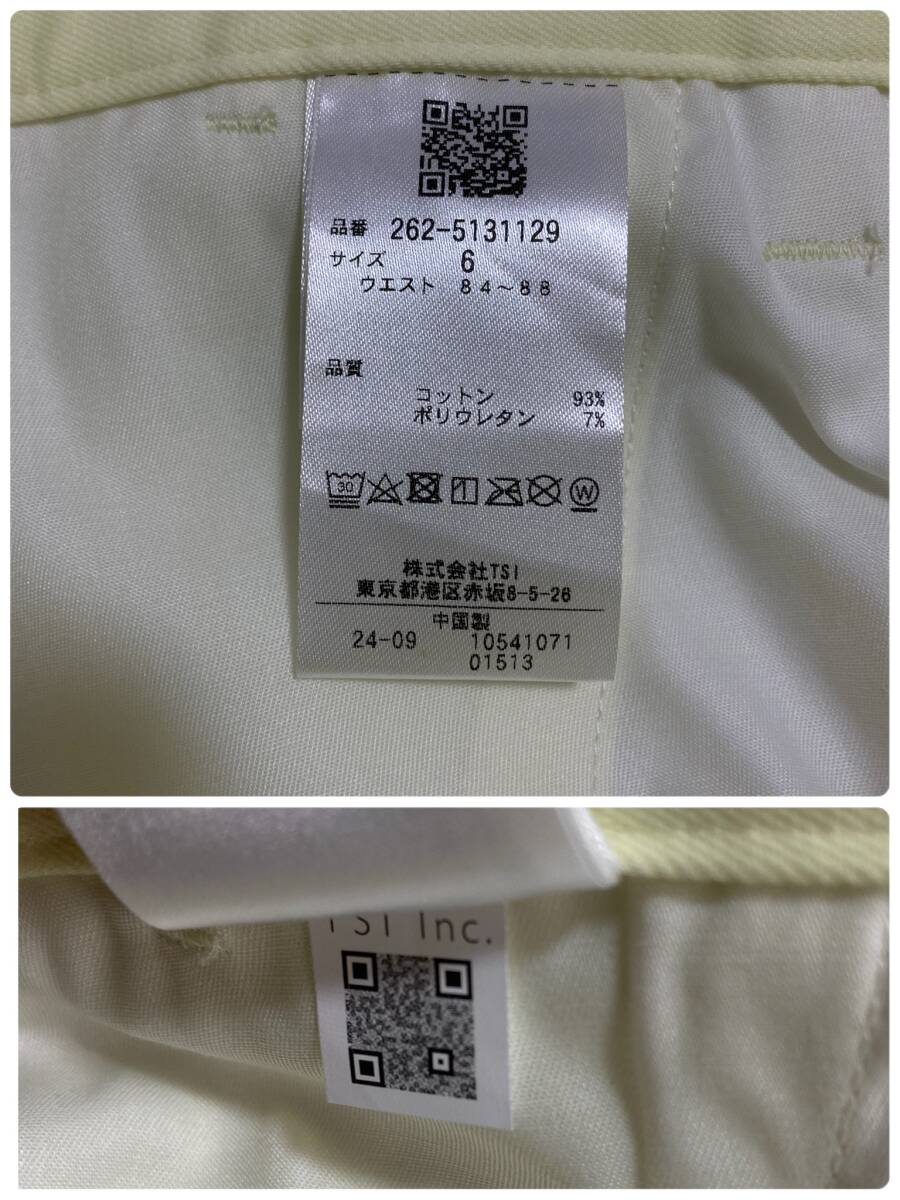 品番 262-5131129
サイズ 6
ウエスト 84~88
品質
コットン 93%
ポリウレタン 7%
30 1 W
株式会社TSI
東京都港区赤坂8-5-26
中国製
24-09 10541071
01513
TSI Inc.